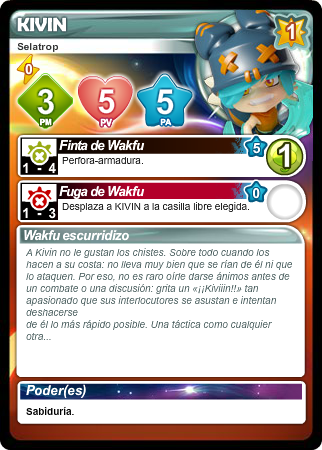 KIVIN
1
Selatrop
0
3
PM
5
PV
5
PA
Finta de Wakfu
5
1
Perfora-armadura.
1 - 4
Fuga de Wakfu
0
Desplaza a KIVIN a la casilla libre elegida.
1 - 3
Wakfu escurridizo
A Kivin no le gustan los chistes. Sobre todo cuando los
hacen a su costa: no lleva muy bien que se rían de él ni que
lo ataquen. Por eso, no es raro oírle darse ánimos antes de
un combate o una discusión: grita un «¡¡Kiviiin!!» tan
apasionado que sus interlocutores se asustan e intentan
deshacerse
de él lo más rápido posible. Una táctica como cualquier
otra...
Poder(es)
Sabiduría.